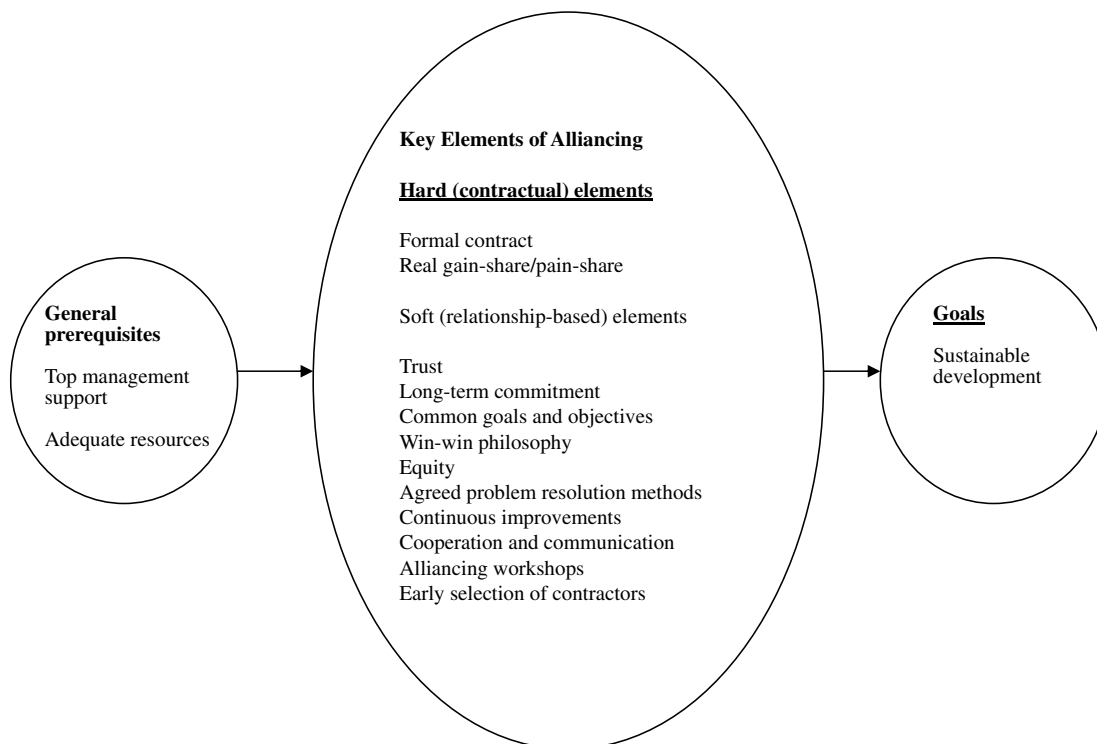 General
prerequisites
Top management
support
Adequate resources
Key Elements of Alliancing
Hard (contractual) elements
Formal contract
Real gain-share/pain-share
Soft (relationship-based) elements
Trust
Long-term commitment
Common goals and objectives
Win-win philosophy
Equity
Agreed problem resolution methods
Continuous improvements
Cooperation and communication
Alliancing workshops
Early selection of contractors
Goals
Sustainable
development